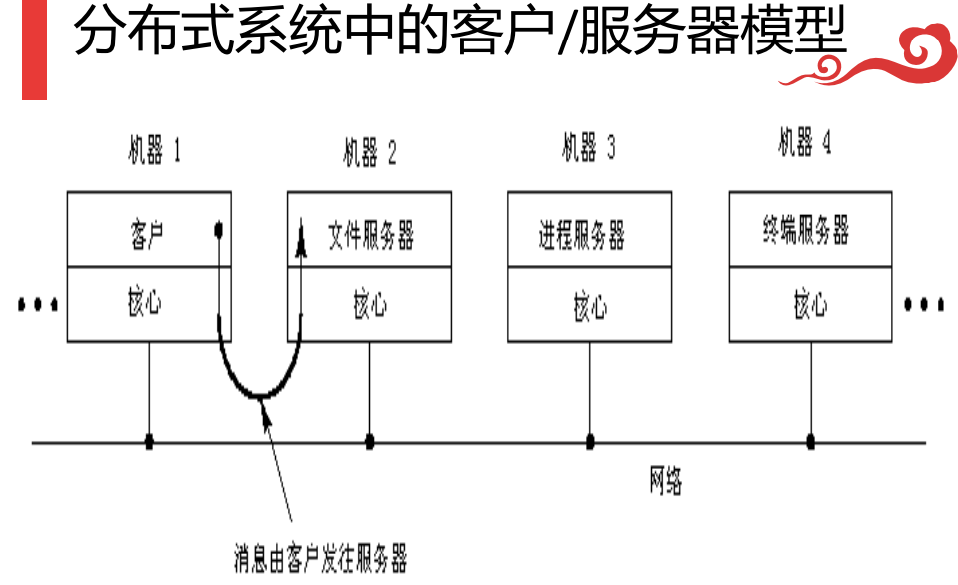 分布式系统中的客户/服务器模型
机器 1
机器 2
机器 3
机器 4
客户
文件服务器
进程服务器
终端服务器
核心
核心
核心
核心
网络
消息由客户发往服务器